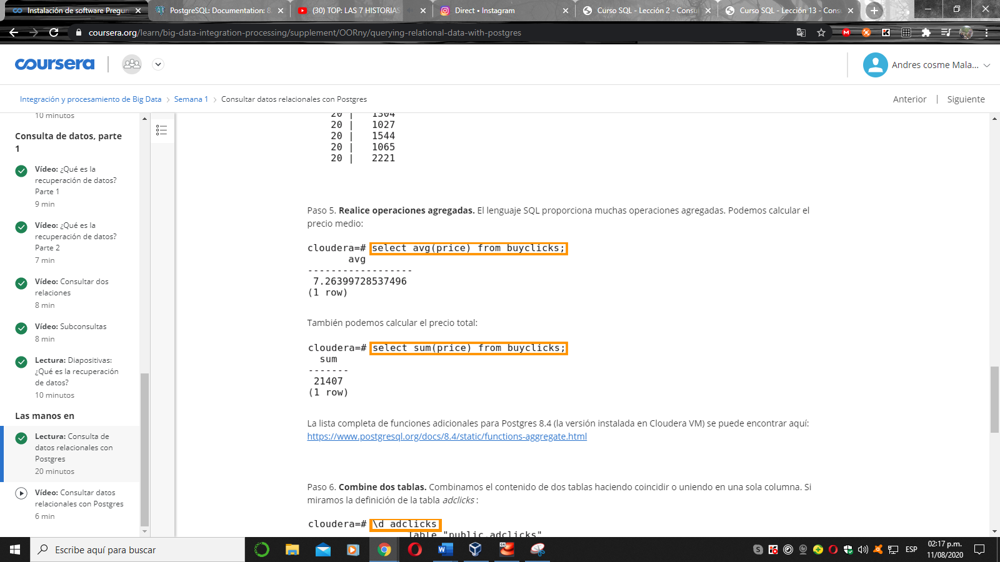 Instalación de software Pregun
PostgreSQL: Documentation: 8
(30) TOP: LAS 7 HISTORIAS
Direct • Instagram
Curso SQL - Lección 2 - Consul
Curso SQL - Lección 13 - Cons
coursera.org/learn/big-data-integration-processing/supplement/OORny/querying-relational-data-with-postgres
coursera
Andres cosme Mala...
Integración y procesamiento de Big Data > Semana 1 > Consultar datos relacionales con Postgres
Anterior | Siguiente
10 minutos
Consulta de datos, parte
1
Vídeo: ¿Qué es la
recuperación de datos?
Parte 1
9 min
Vídeo: ¿Qué es la
recuperación de datos?
Parte 2
7 min
Vídeo: Consultar dos
relaciones
8 min
Vídeo: Subconsultas
8 min
Lectura: Diapositivas:
¿Qué es la recuperación
de datos?
10 minutos
Las manos en
Lectura: Consulta de
datos relacionales con
Postgres
20 minutos
Vídeo: Consultar datos
relacionales con Postgres
6 min
20 | 1304
20 | 1027
20 | 1544
20 | 1065
20 | 2221
Paso 5. Realice operaciones agregadas. El lenguaje SQL proporciona muchas operaciones agregadas. Podemos calcular el
precio medio:
cloudera=# select avg(price) from buyclicks;
avg
------------------
7.26399728537496
(1 row)
También podemos calcular el precio total:
cloudera=# select sum(price) from buyclicks;
sum
-------
21407
(1 row)
La lista completa de funciones adicionales para Postgres 8.4 (la versión instalada en Cloudera VM) se puede encontrar aquí:
https://www.postgresql.org/docs/8.4/static/functions-aggregate.html
Paso 6. Combine dos tablas. Combinamos el contenido de dos tablas haciendo coincidir o uniendo en una sola columna. Si
miramos la definición de la tabla adclicks :
cloudera=# \d adclicks
Table "public.adclicks"
Escribe aquí para buscar
ESP
02:17 p.m.
11/08/2020